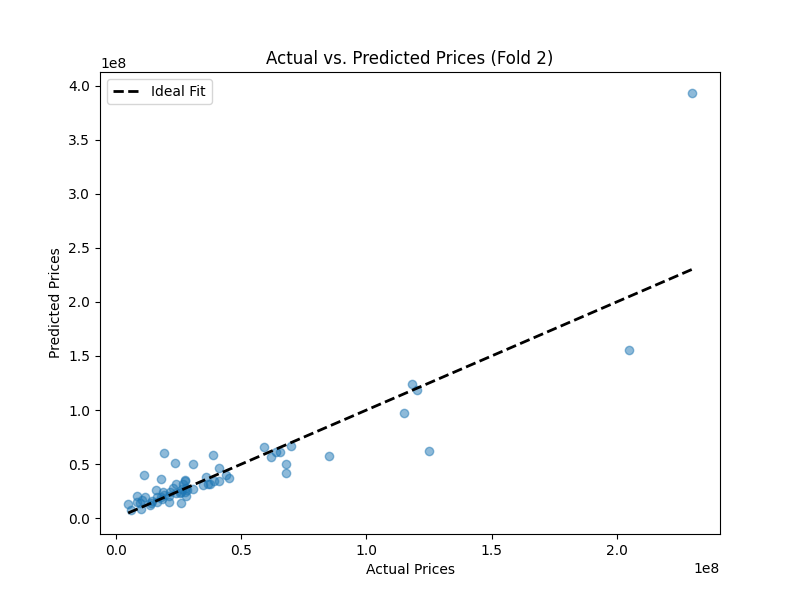 Actual vs. Predicted Prices (Fold 2)
1e8
Ideal Fit
4.0
3.5
3.0
2.5
2.0
1.5
1.0
0.5
0.0
Predicted Prices
0.0 0.5 1.0 1.5 2.0
Actual Prices
1e8